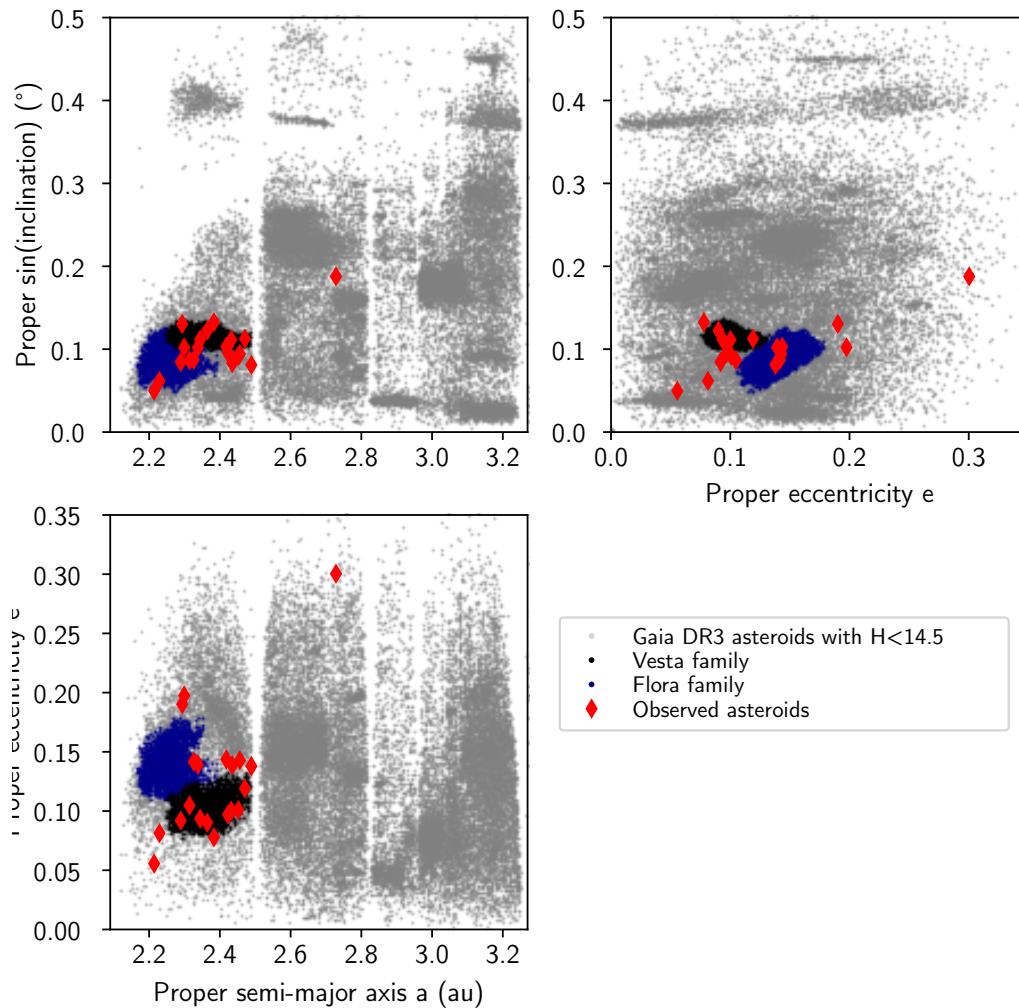 0.5
0.4
0.3
0.2
0.1
0.0
Proper sin(inclination) (°)
2.2 2.4 2.6 2.8 3.0 3.2
0.5
0.4
0.3
0.2
0.1
0.0
0.0 0.1 0.2 0.3
Proper eccentricity e
0.35
0.30
0.25
0.20
0.15
0.10
0.05
0.00
Proper eccentricity e
2.2 2.4 2.6 2.8 3.0 3.2
Proper semi-major axis a (au)
Gaia DR3 asteroids with H<14.5
Vesta family
Flora family
Observed asteroids